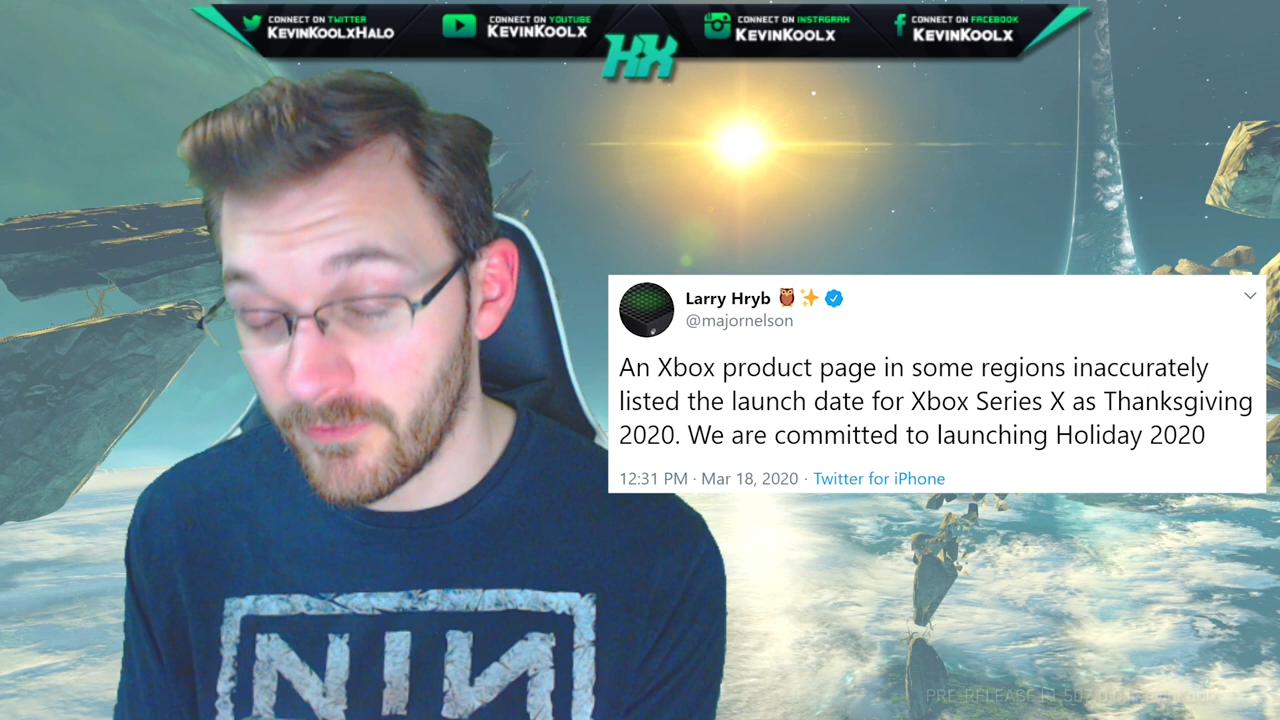 CONNECT ON TWITTER
KEVINKOOLXHALO
CONNECT ON YOUTUBE
KEVINKOOLX
KX
CONNECT ON INSTAGRAM
KEVINKOOLX
CONNECT ON FACEBOOK
KEVINKOOLX
Larry Hryb
@majornelson
An Xbox product page in some regions inaccurately
listed the launch date for Xbox Series X as Thanksgiving
2020. We are committed to launching Holiday 2020
12:31 PM · Mar 18, 2020 · Twitter for iPhone
NIN
PRE-RELEASE